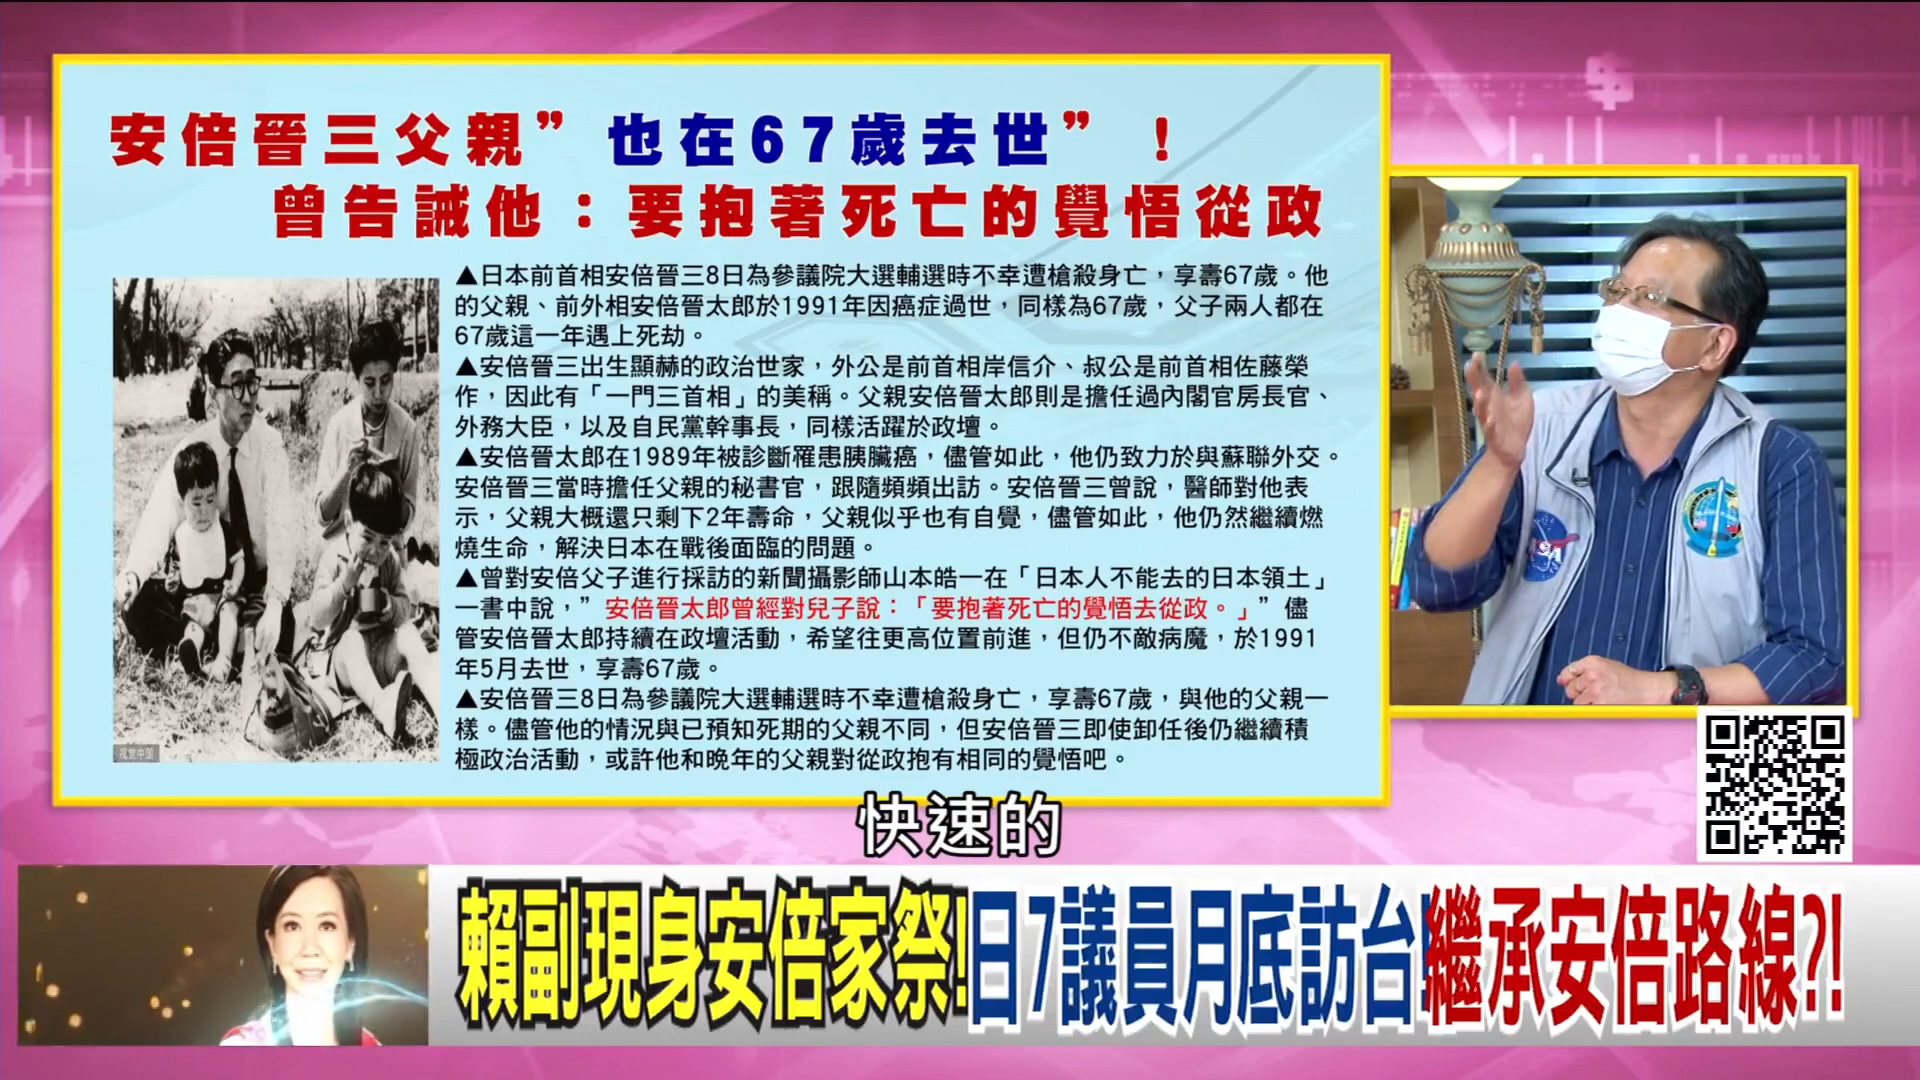 安倍晉三父親”也在67歲去世”！
曾告誡他：要抱著死亡的覺悟從政
▲日本前首相安倍晉三8日為參議院大選輔選時不幸遭槍殺身亡，享壽67歲。他
的父親、前外相安倍晉太郎於1991年因癌症過世，同樣為67歲，父子兩人都在
67歲這一年遇上死劫。
▲安倍晉三出生顯赫的政治世家，外公是前首相岸信介、叔公是前首相佐藤榮
作，因此有「一門三首相」的美稱。父親安倍晉太郎則是擔任過內閣官房長官、
外務大臣，以及自民黨幹事長，同樣活躍於政壇。
▲安倍晉太郎在1989年被診斷罹患胰臟癌，儘管如此，他仍致力於與蘇聯外交。
安倍晉三當時擔任父親的秘書官，跟隨頻頻出訪。安倍晉三曾說，醫師對他表
示，父親大概還只剩下2年壽命，父親似乎也有自覺，儘管如此，他仍然繼續燃
燒生命，解決日本在戰後面臨的問題。
▲曾對安倍父子進行採訪的新聞攝影師山本皓一在「日本人不能去的日本領土」
一書中說，”安倍晉太郎曾經對兒子說：「要抱著死亡的覺悟去從政。」”儘
管安倍晉太郎持續在政壇活動，希望往更高位置前進，但仍不敵病魔，於1991
年5月去世，享壽67歲。
▲安倍晉三8日為參議院大選輔選時不幸遭槍殺身亡，享壽67歲，與他的父親一
樣。儘管他的情況與已預知死期的父親不同，但安倍晉三即使卸任後仍繼續積
極政治活動，或許他和晚年的父親對從政抱有相同的覺悟吧。
视觉中国
快速的
賴副現身安倍家祭!日7議員月底訪台!繼承安倍路線?!